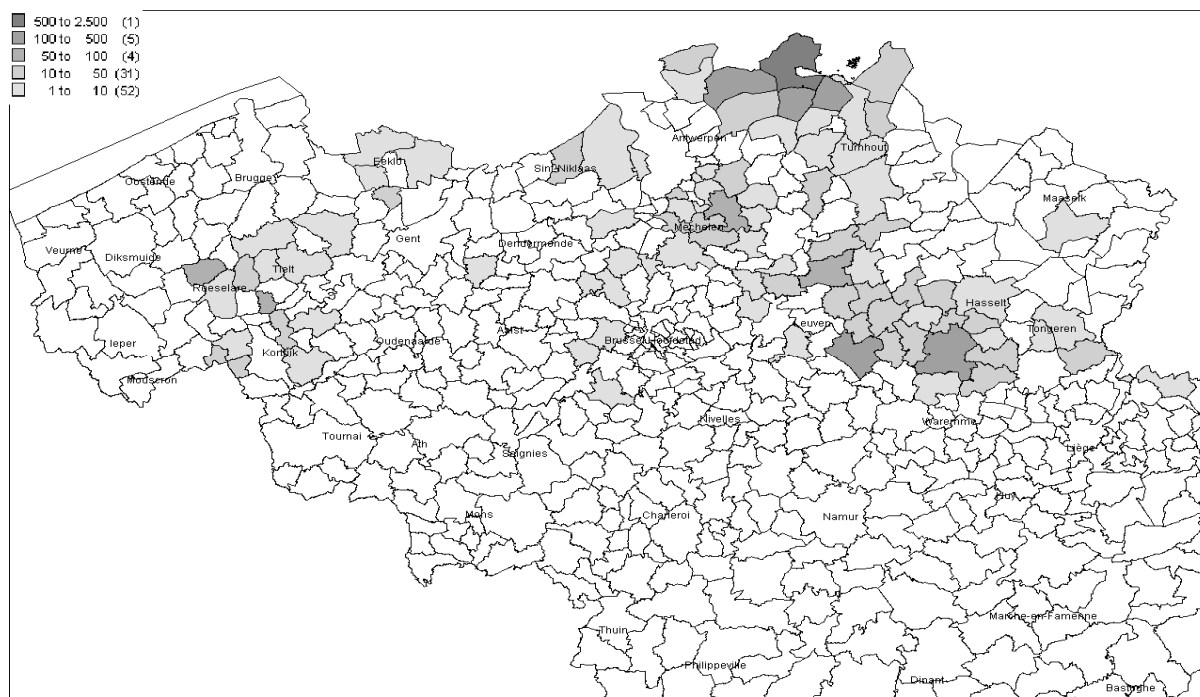 500 to 2.500 (1)
100 to 500 (5)
50 to 100 (4)
10 to 50 (31)
1 to 10 (52)
Antwerpen
Turnhout
Eeklo
Sint-Niklaas
Oostende
Brugge
Maaseik
Mechelen
Gent
Dendermonde
Veurne
Diksmuide
Tielt
Roeselare
Hasselt
Leuven
Tongeren
Aalst
Ieper
Kortrijk
Oudenaarde
Mouscron
Nivelles
Waremme
Tournai
Ath
Soignies
Liège
Huy
Mons
Charleroi
Namur
Marche-en-Famenne
Thuin
Philippeville
Dinant
Bastogne